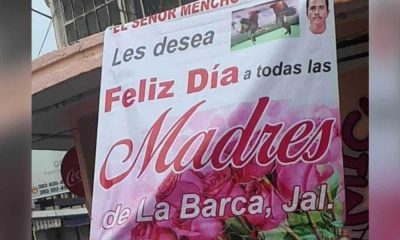 "EL SEÑOR MENCHO
Les desea
Feliz Día a todas las
Madres
de La Barca, Jal.